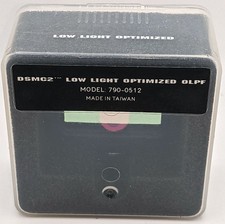 LOW LIGHT OPTIMIZED
DSMC2™ LOW LIGHT OPTIMIZED OLPF
MODEL 790-0512
MADE IN TAIWAN